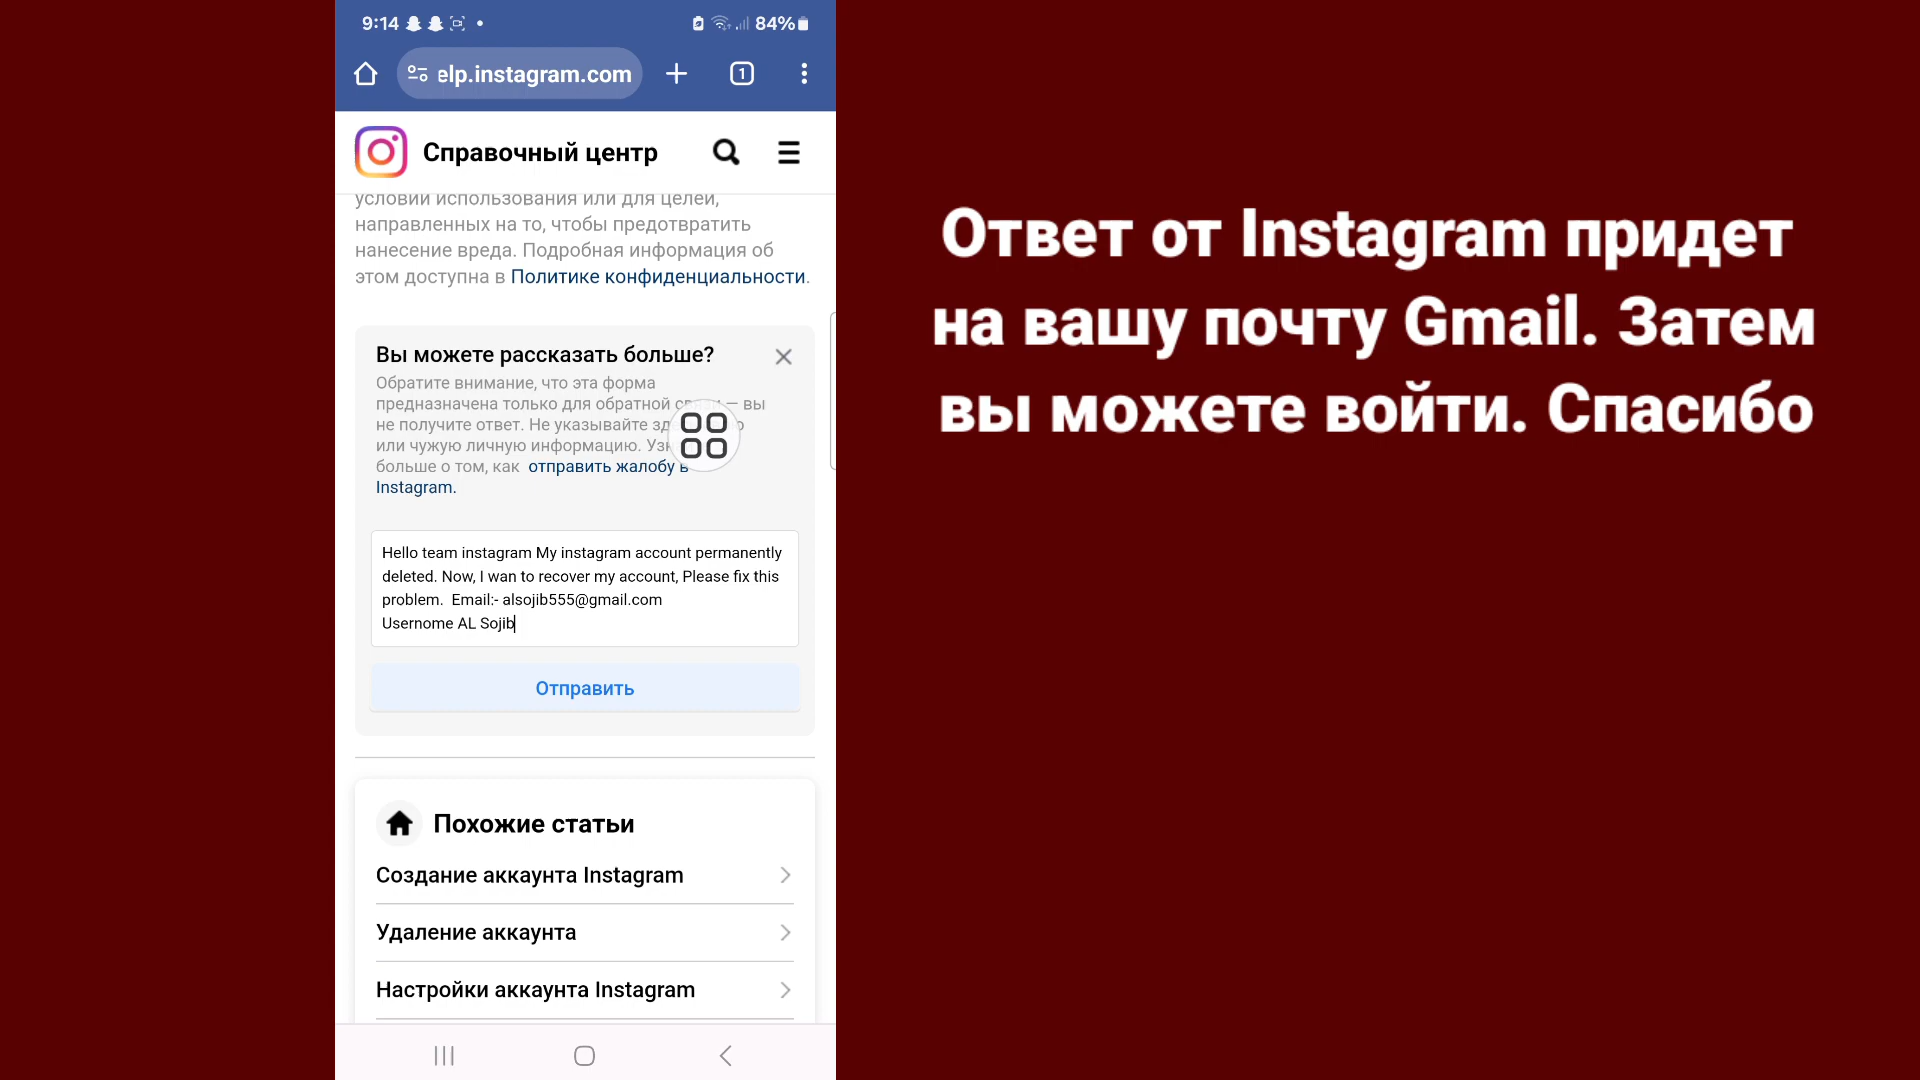 9:14
84%
elp.instagram.com
1
Справочный центр
условий использования или для целей,
направленных на то, чтобы предотвратить
нанесение вреда. Подробная информация об
этом доступна в Политике конфиденциальности.
Вы можете рассказать больше?
Обратите внимание, что эта форма
предназначена только для обратной — вы
не получите ответ. Не указывайте
или чужую личную информацию.
больше о том, как отправить жалобу в
Instagram.
Hello team instagram My instagram account permanently
deleted. Now, I wan to recover my account, Please fix this
problem. Email:- alsojib555@gmail.com
Usernome AL Sojib
Отправить
Похожие статьи
Создание аккаунта Instagram
Удаление аккаунта
Настройки аккаунта Instagram
Ответ от Instagram придет
на вашу почту Gmail. Затем
вы можете войти. Спасибо